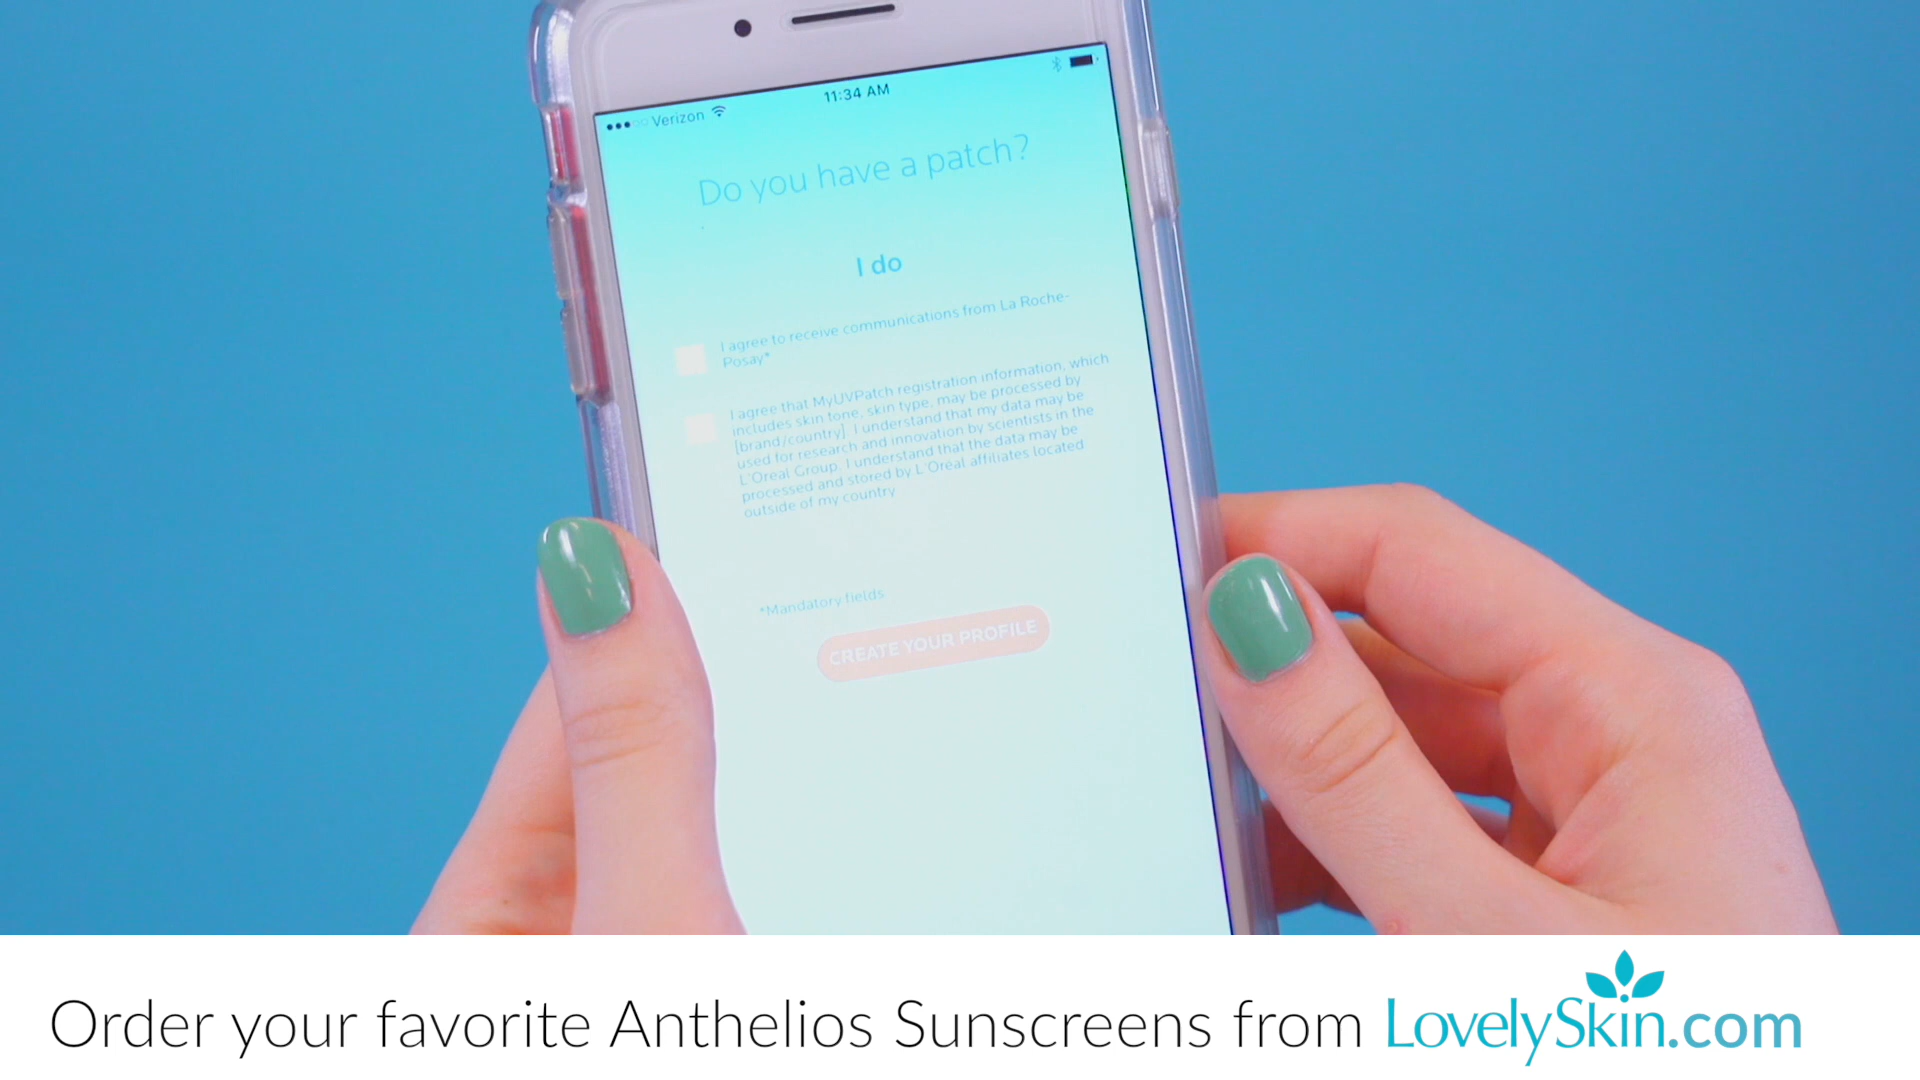 Verizon 11:34 AM
Do you have a patch?
I do
I agree to receive communications from La Roche-
Posay*
I agree that MyUVPatch registration information, which
includes skin tone, skin type, may be processed by
[brand/country]. I understand that my data may be
used for research and innovation by scientists in the
L'Oreal Group. I understand that the data may be
processed and stored by L'Oréal affiliates located
outside of my country
*Mandatory fields
CREATE YOUR PROFILE
Order your favorite Anthelios Sunscreens from LovelySkin.com